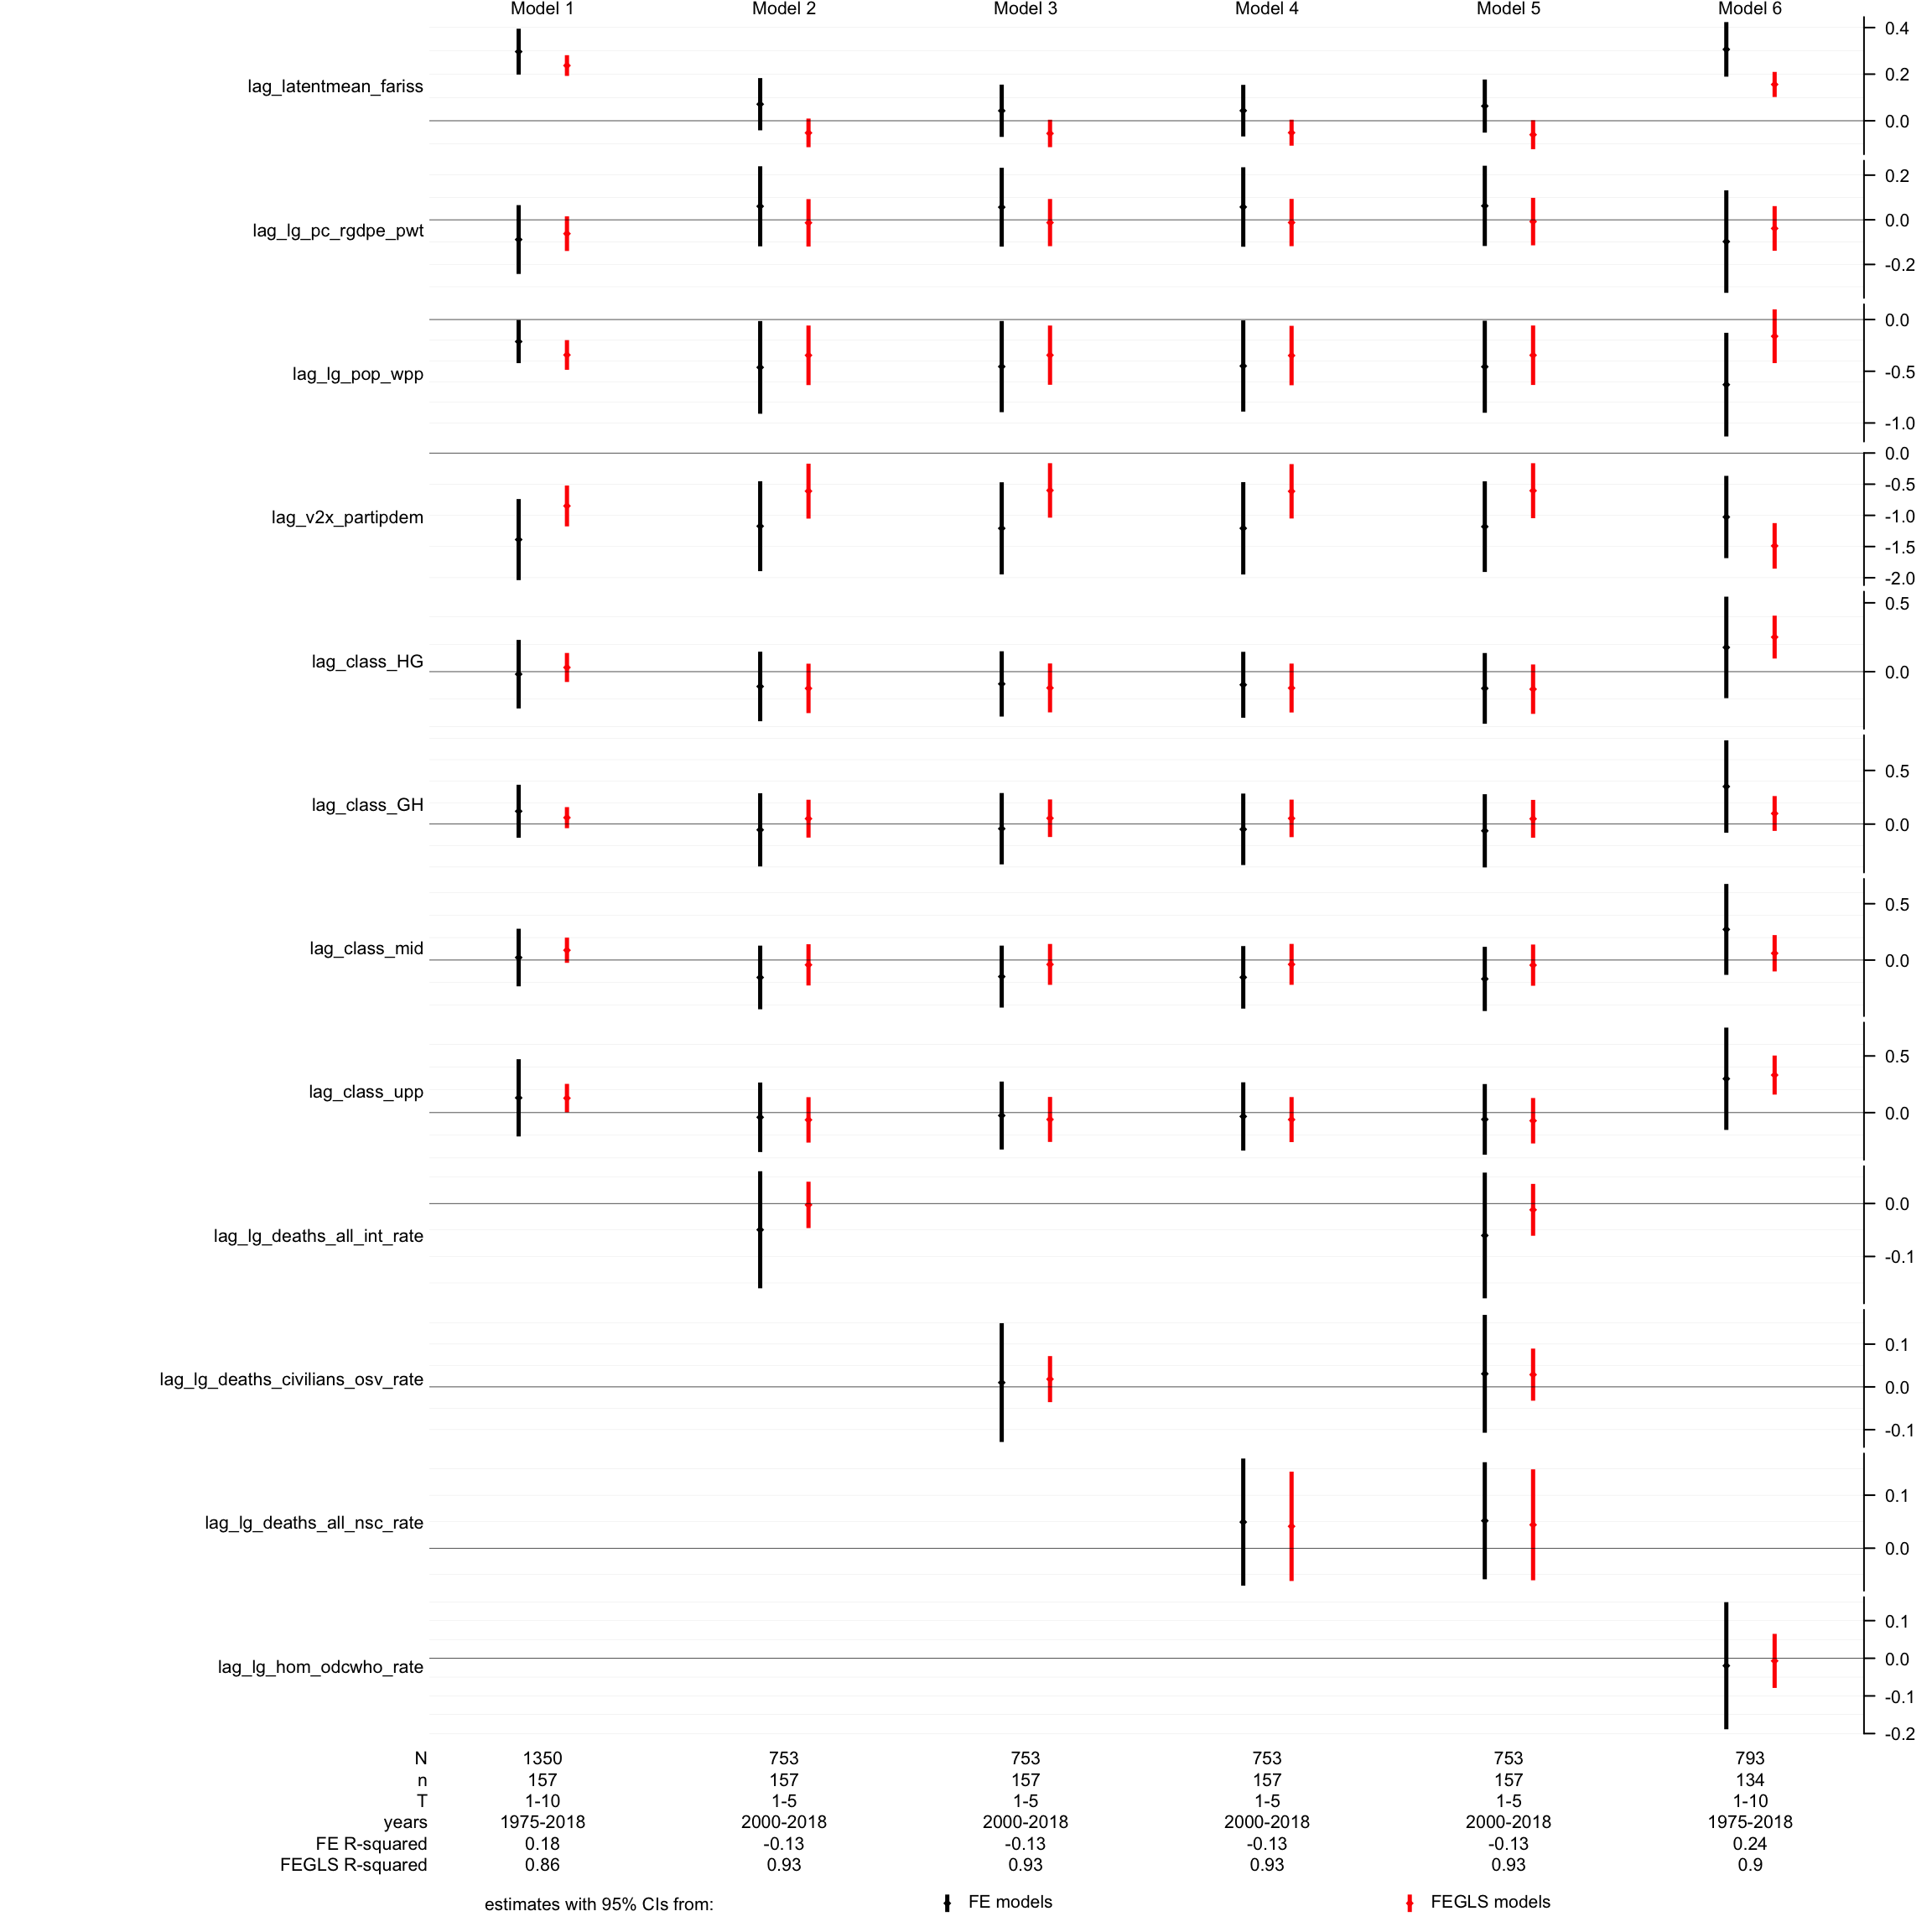 Model 1 Model 2 Model 3 Model 4 Model 5 Model 6
0.4
0.2
lag_latentmean_fariss
0.0
0.2
0.0
lag_lg_pc_rgdpe_pwt
-0.2
0.0
lag_lg_pop_wpp
-0.5
-1.0
0.0
-0.5
lag_v2x_partipdem
-1.0
-1.5
-2.0
0.5
lag_class_HG
0.0
0.5
lag_class_GH
0.0
0.5
lag_class_mid
0.0
0.5
lag_class_upp
0.0
0.0
lag_lg_deaths_all_int_rate
-0.1
0.1
lag_lg_deaths_civilians_osv_rate
0.0
-0.1
0.1
lag_lg_deaths_all_nsc_rate
0.0
0.1
0.0
lag_lg_hom_odcwho_rate
-0.1
-0.2
N 1350 753 753 753 753 793
n 157 157 157 157 157 134
T 1-10 1-5 1-5 1-5 1-5 1-10
years 1975-2018 2000-2018 2000-2018 2000-2018 2000-2018 1975-2018
FE R-squared 0.18 -0.13 -0.13 -0.13 -0.13 0.24
FEGLS R-squared 0.86 0.93 0.93 0.93 0.93 0.9
estimates with 95% CIs from: FE models FEGLS models